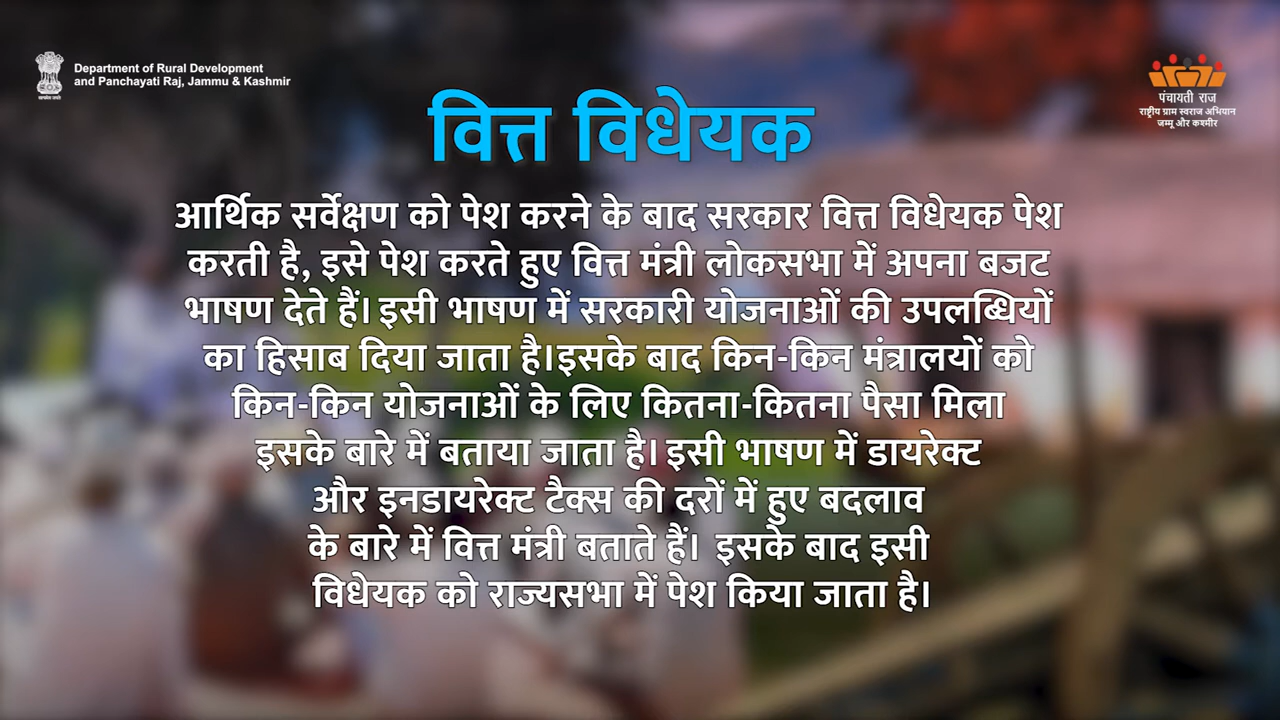 Department of Rural Development
and Panchayati Raj, Jammu & Kashmir
पंचायती राज
राष्ट्रीय ग्राम स्वराज अभियान
जम्मू और कश्मीर
वित्त विधेयक
आर्थिक सर्वेक्षण को पेश करने के बाद सरकार वित्त विधेयक पेश
करती है, इसे पेश करते हुए वित्त मंत्री लोकसभा में अपना बजट
भाषण देते हैं। इसी भाषण में सरकारी योजनाओं की उपलब्धियों
का हिसाब दिया जाता है।इसके बाद किन-किन मंत्रालयों को
किन-किन योजनाओं के लिए कितना-कितना पैसा मिला
इसके बारे में बताया जाता है। इसी भाषण में डायरेक्ट
और इनडायरेक्ट टैक्स की दरों में हुए बदलाव
के बारे में वित्त मंत्री बताते हैं। इसके बाद इसी
विधेयक को राज्यसभा में पेश किया जाता है।